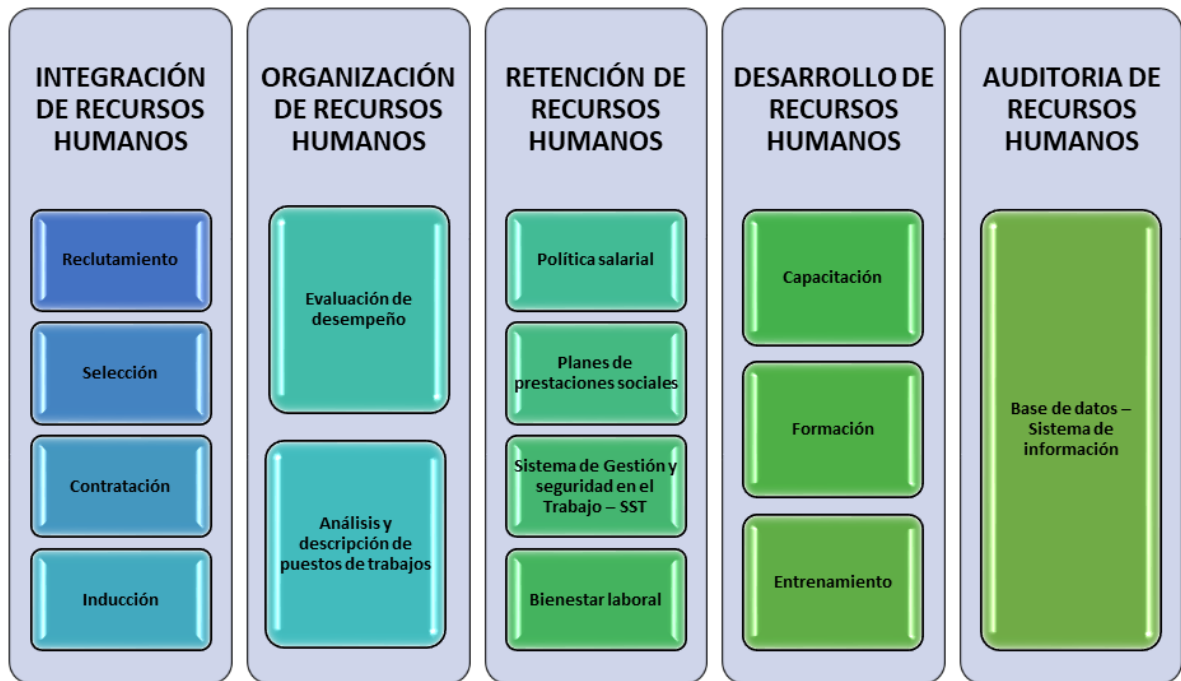 INTEGRACIÓN
DE RECURSOS
HUMANOS
Reclutamiento
Selección
Contratación
Inducción
ORGANIZACIÓN
DE RECURSOS
HUMANOS
Evaluación de
desempeño
Análisis y
descripción de
puestos de trabajos
RETENCIÓN DE
RECURSOS
HUMANOS
Política salarial
Planes de
prestaciones sociales
Sistema de Gestión y
seguridad en el
Trabajo – SST
Bienestar laboral
DESARROLLO DE
RECURSOS
HUMANOS
Capacitación
Formación
Entrenamiento
AUDITORIA DE
RECURSOS
HUMANOS
Base de datos –
Sistema de
información